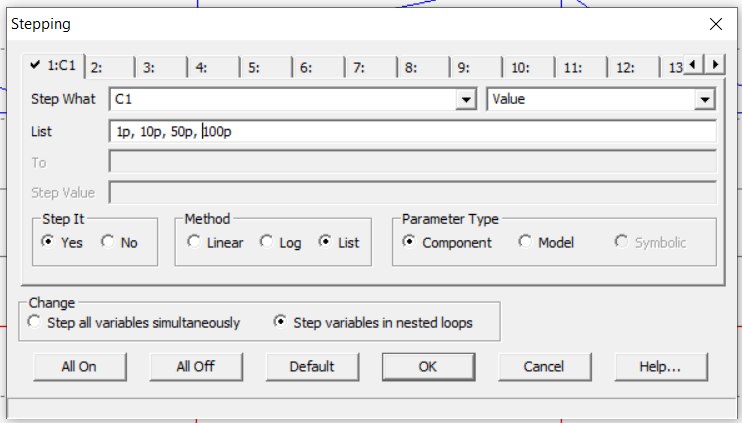 Stepping
✔ 1:C1 2: 3: 4: 5: 6: 7: 8: 9: 10: 11: 12: 13
Step What C1 Value
List 1p, 10p, 50p, 100p
To
Step Value
Step It Method Parameter Type
Yes No Linear Log List Component Model Symbolic
Change
Step all variables simultaneously Step variables in nested loops
All On All Off Default OK Cancel Help...